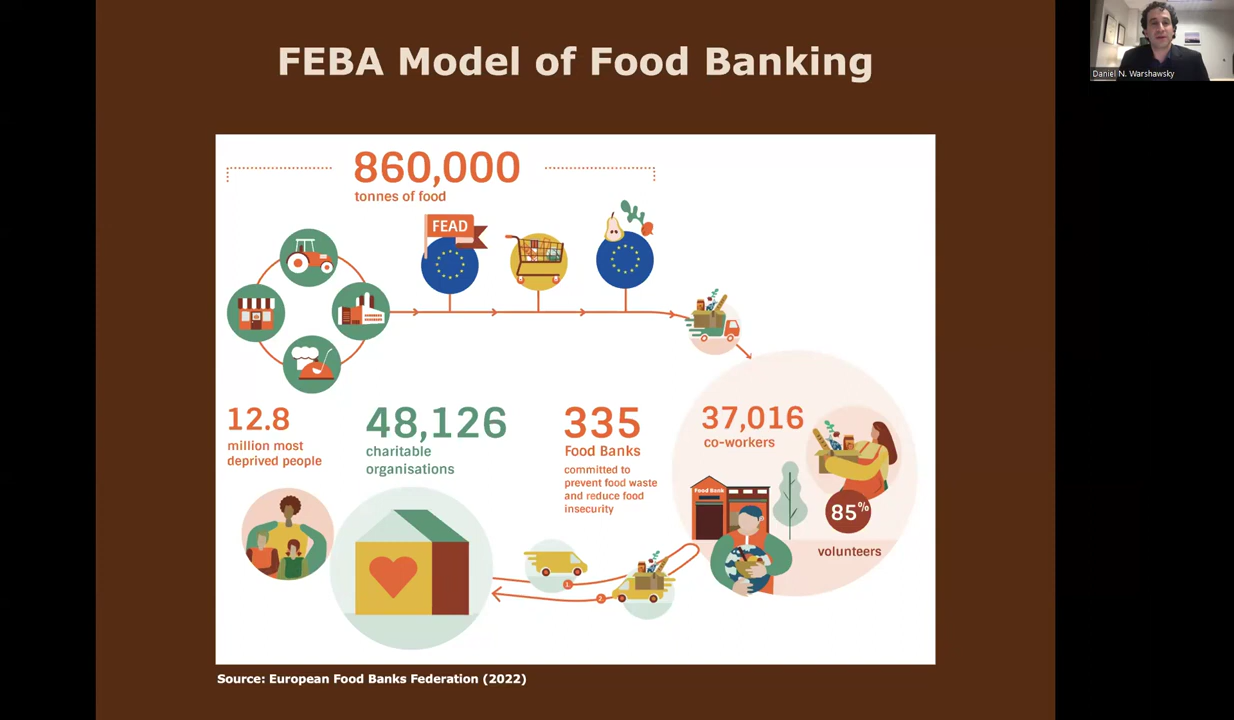 FEBA Model of Food Banking
Daniel N. Warshawsky
860,000
tonnes of food
FEAD
12.8
million most
deprived people
48,126
charitable
organisations
335
Food Banks
committed to
prevent food waste
and reduce food
insecurity
37,016
co-workers
Food Bank
85%
volunteers
1
2
Source: European Food Banks Federation (2022)